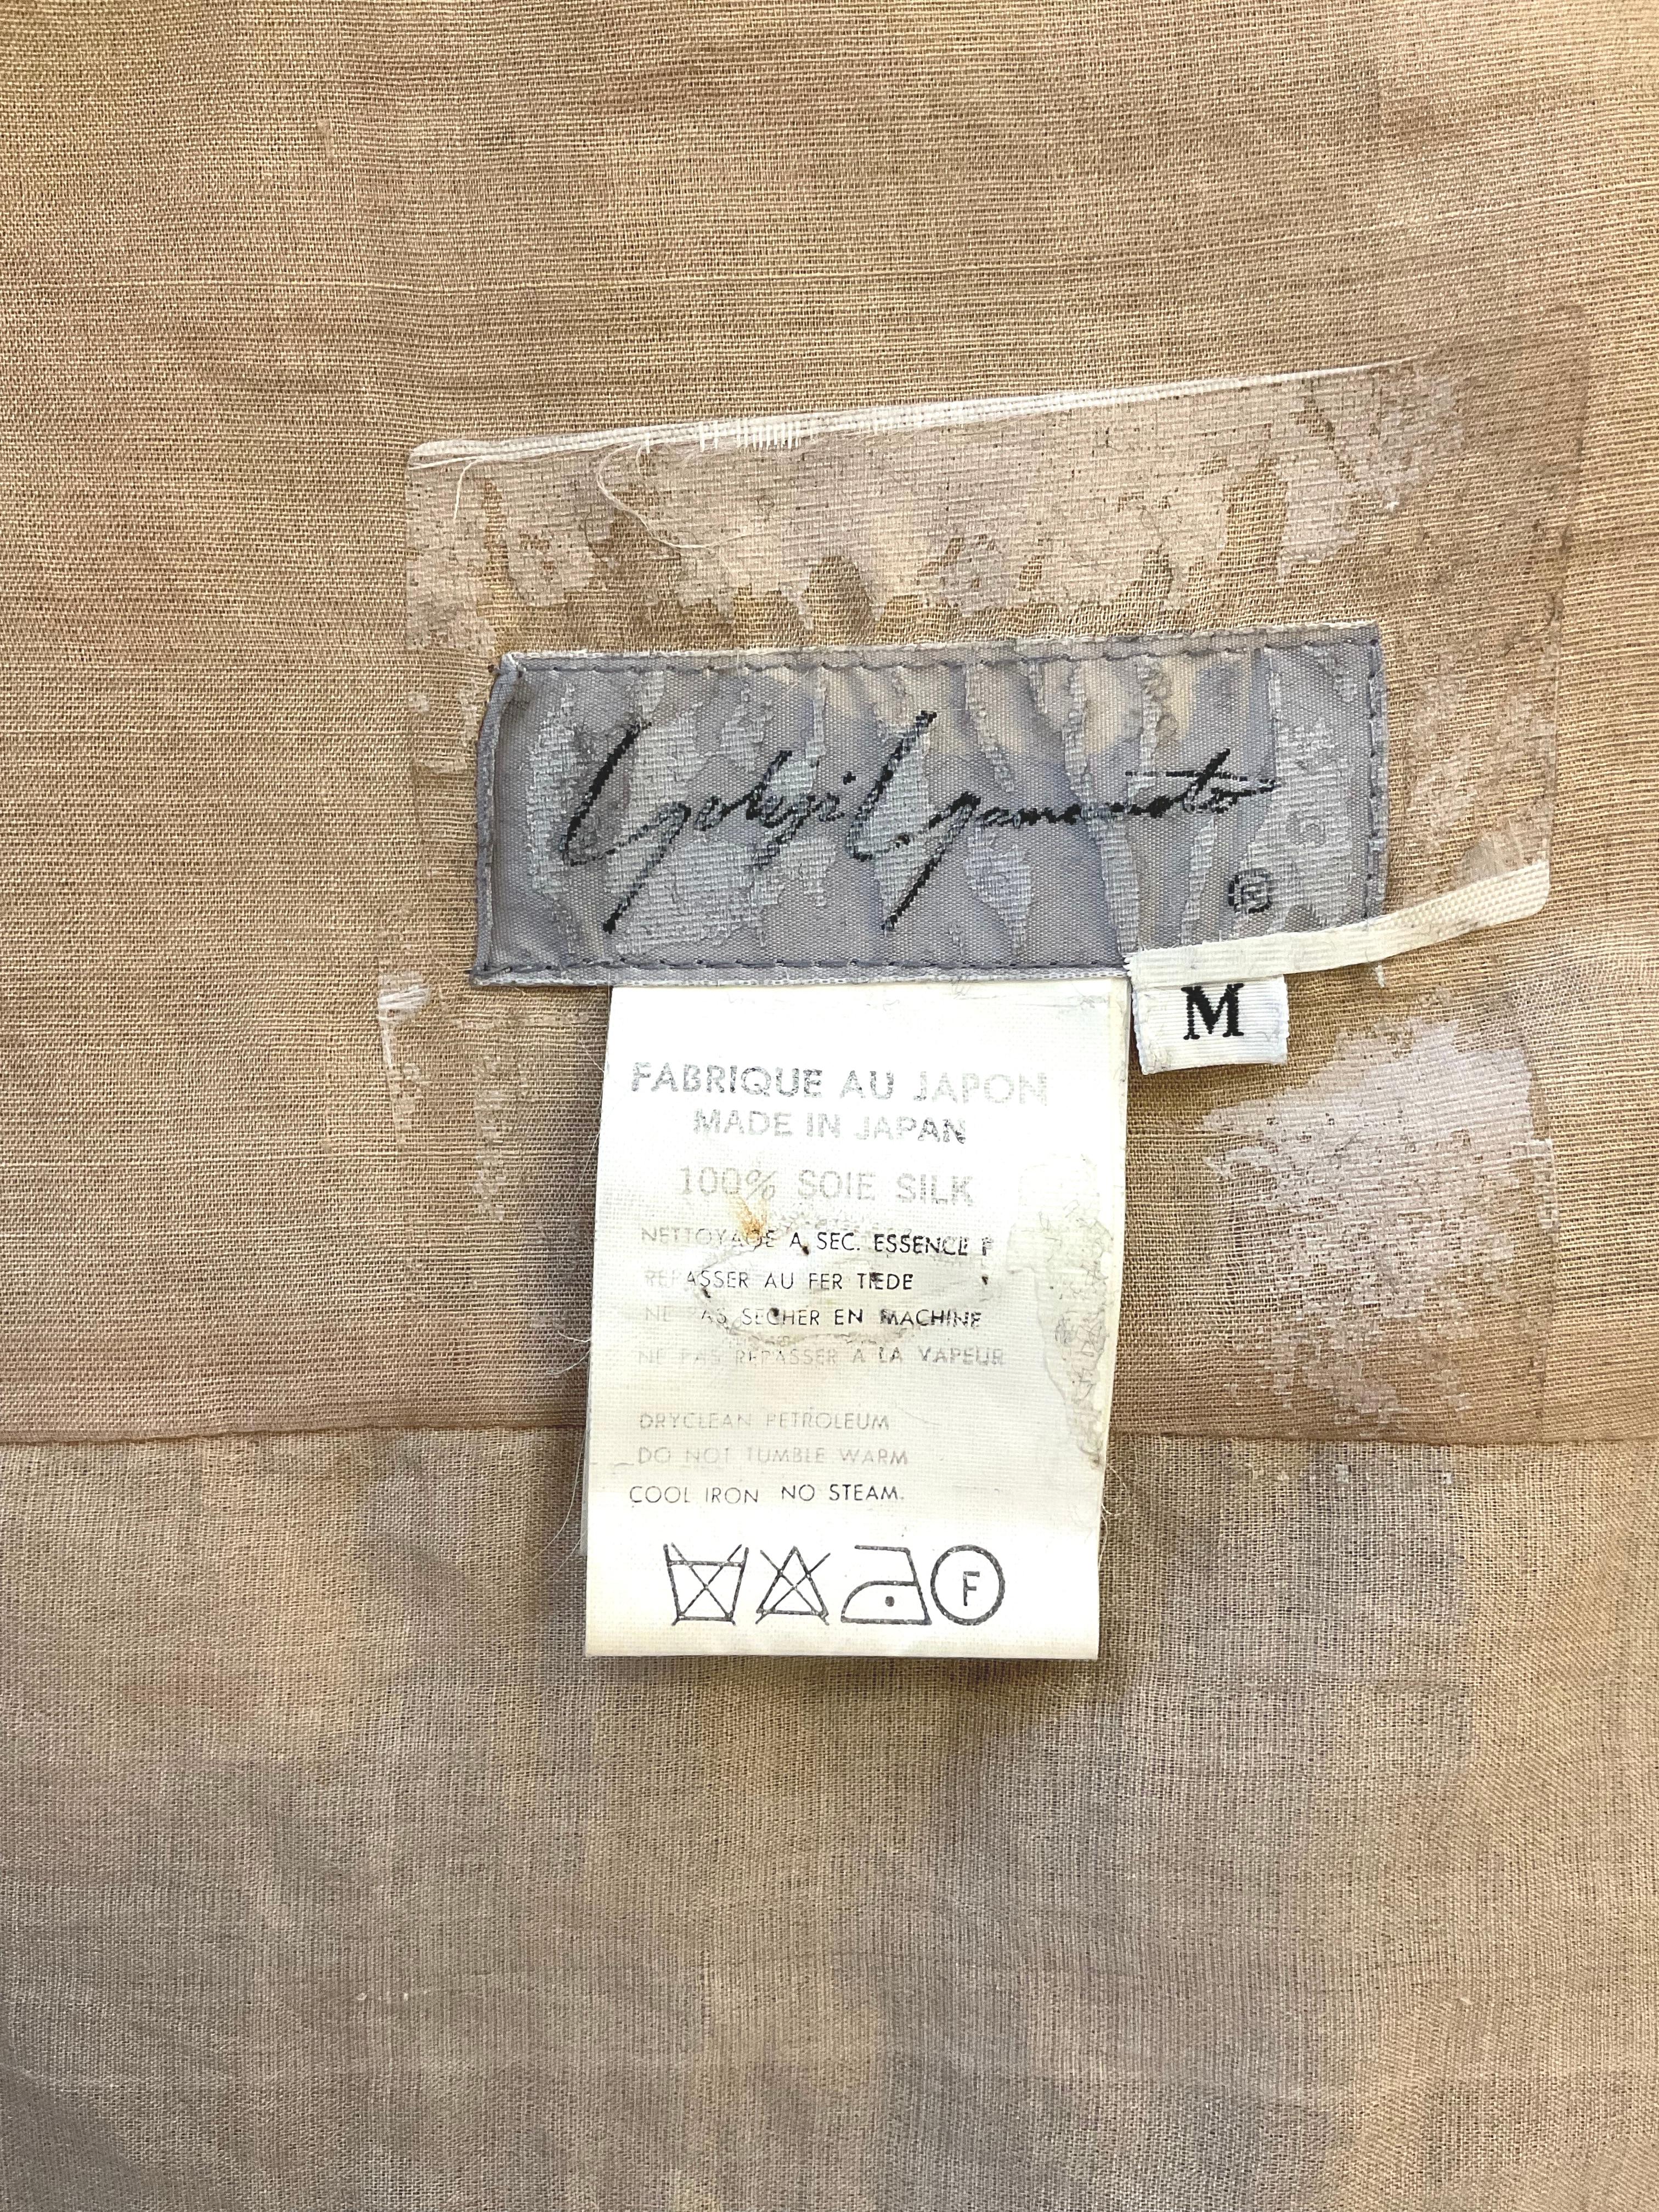 Yohji Yamamoto
®
M
FABRIQUE AU JAPON
MADE IN JAPAN
100% SOIE SILK
NETTOYAGE A SEC. ESSENCE F
REPASSER AU FER TIEDE
NE PAS SECHER EN MACHINE
NE PAS REPASSER A LA VAPEUR
DRYCLEAN PETROLEUM
DO NOT TUMBLE WARM
COOL IRON NO STEAM.
F